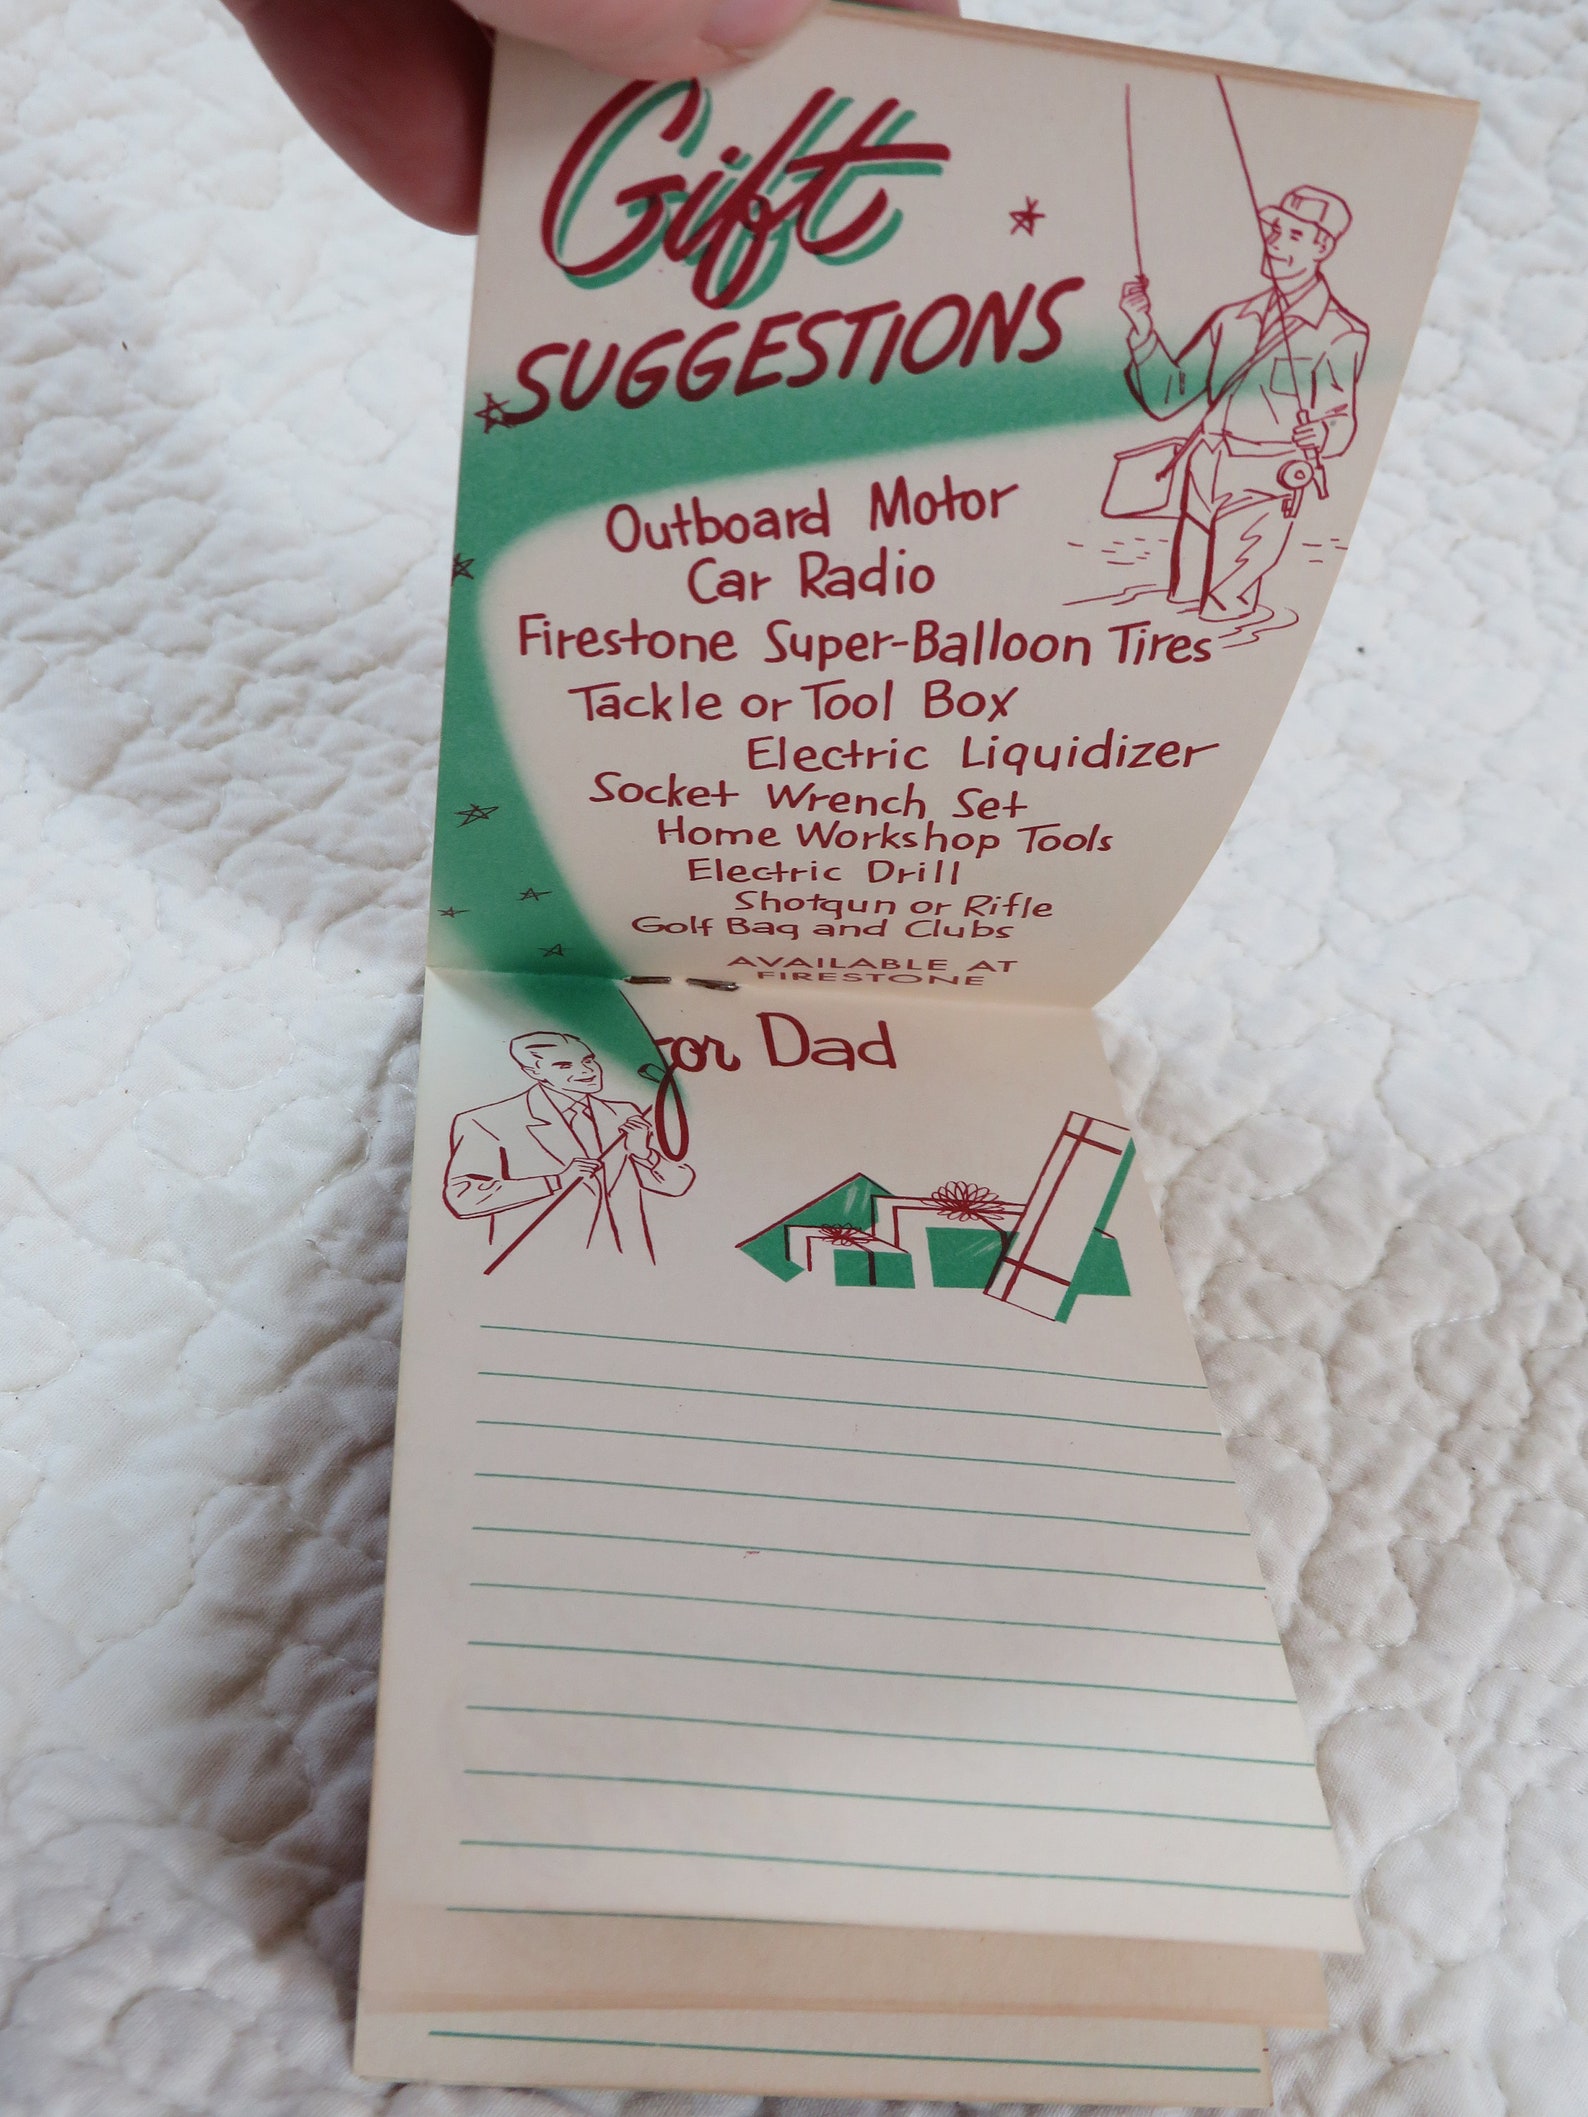 Gift
SUGGESTIONS
Outboard Motor
Car Radio
Firestone Super-Balloon Tires
Tackle or Tool Box
Electric Liquidizer
Socket Wrench Set
Home Workshop Tools
Electric Drill
Shotgun or Rifle
Golf Bag and Clubs
AVAILABLE AT
FIRESTONE
for Dad